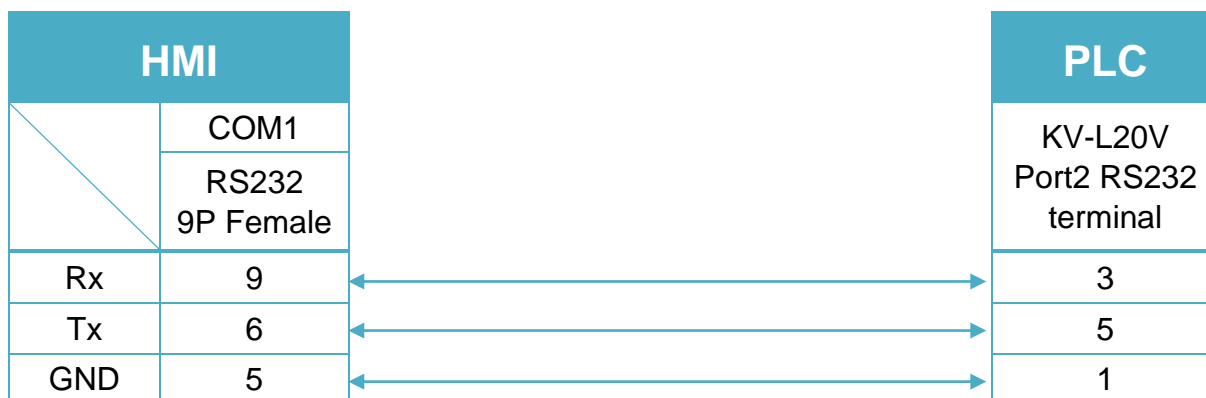 HMI
PLC
COM1
RS232
9P Female
KV-L20V
Port2 RS232
terminal
Rx 9 3
Tx 6 5
GND 5 1